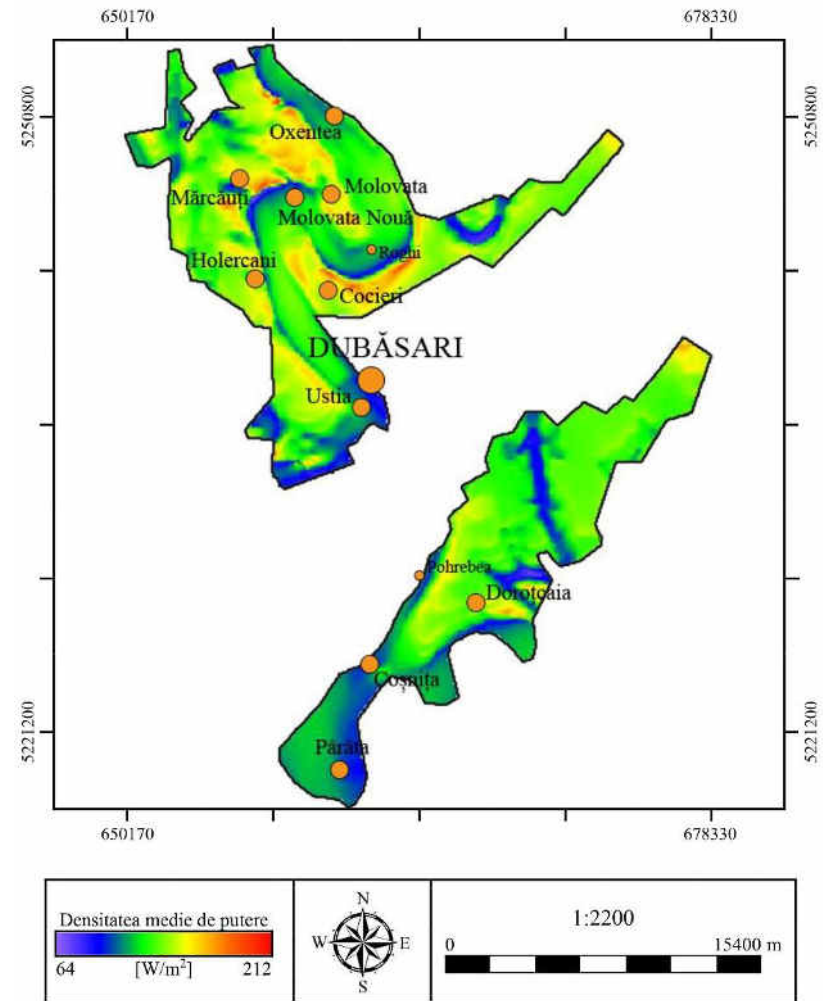 650170 678330
5250800 5250800
Oxentea
Molovata
Mărcăuți
Molovata Nouă
Roghi
Holercani
Cocieri
DUBĂSARI
Ustia
Pohrebea
Dorotcaia
Coșnița
Pârâta
5221200 5221200
650170 678330
Densitatea medie de putere
64 [W/m²] 212
N
W E
S
1:2200
0 15400 m